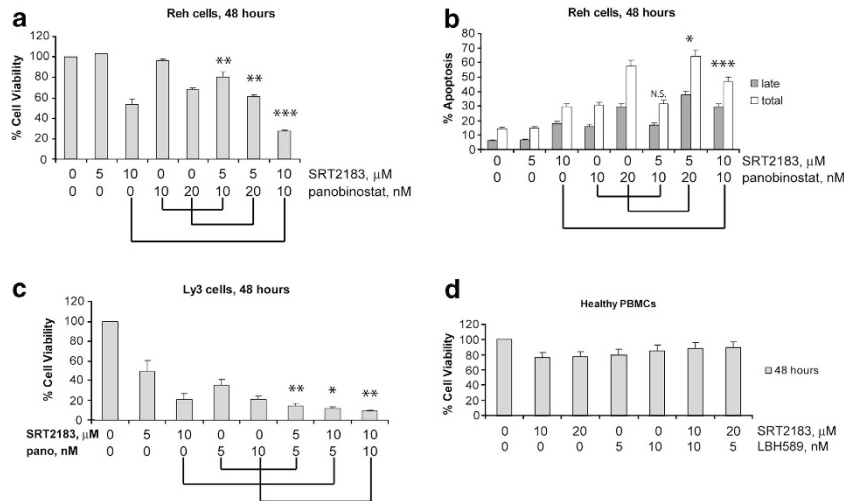 a
Reh cells, 48 hours
% Cell Viability
120
100
80
60
40
20
0
** ** ***
0 5 10 0 0 5 5 10 SRT2183, μM
0 0 0 10 20 10 20 10 panobinostat, nM
b
Reh cells, 48 hours
% Apoptosis
80
70
60
50
40
30
20
10
0
N.S. * ***
late
total
0 5 10 0 0 5 5 10 SRT2183, μM
0 0 0 10 20 10 20 10 panobinostat, nM
c
Ly3 cells, 48 hours
% Cell Viability
120
100
80
60
40
20
0
** * **
SRT2183, μM 0 5 10 0 0 5 10 10
pano, nM 0 0 0 5 10 5 5 10
d
Healthy PBMCs
% Cell Viability
120
100
80
60
40
20
0
48 hours
0 10 20 0 0 10 20 SRT2183, μM
0 0 0 5 10 10 5 LBH589, nM